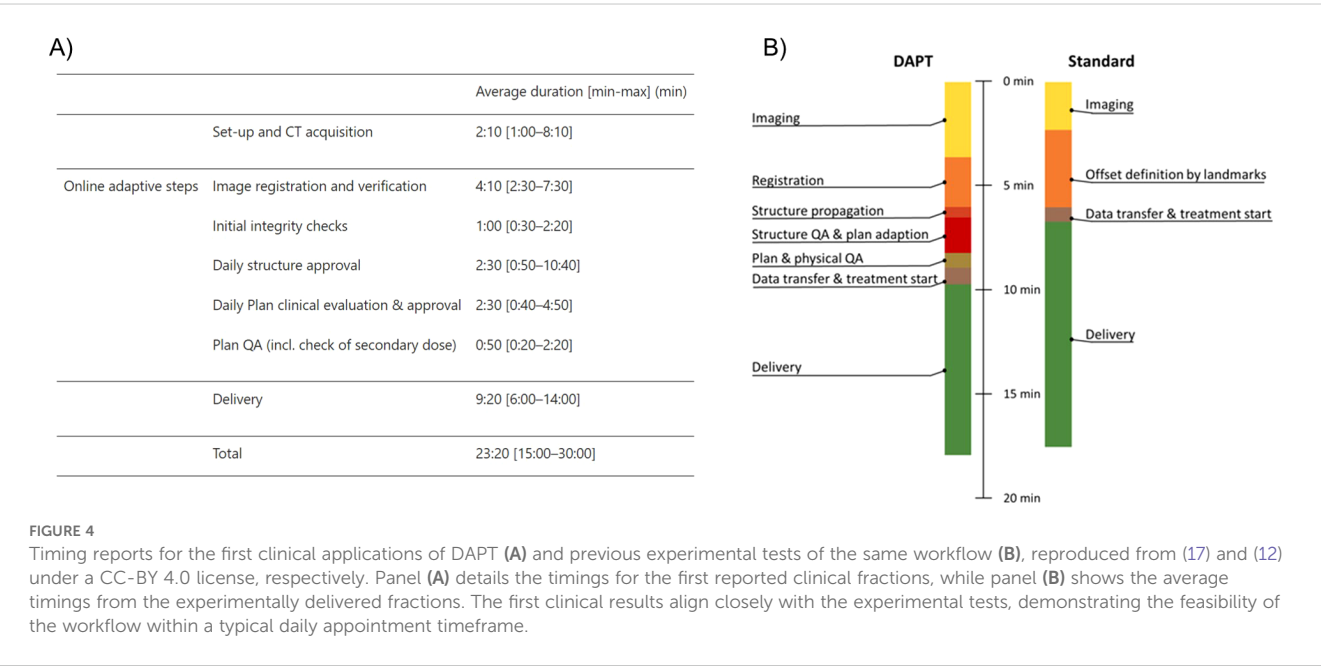 A)
Average duration [min-max] (min)
Set-up and CT acquisition 2:10 [1:00–8:10]
Online adaptive steps Image registration and verification 4:10 [2:30–7:30]
Initial integrity checks 1:00 [0:30–2:20]
Daily structure approval 2:30 [0:50–10:40]
Daily Plan clinical evaluation & approval 2:30 [0:40–4:50]
Plan QA (incl. check of secondary dose) 0:50 [0:20–2:20]
Delivery 9:20 [6:00–14:00]
Total 23:20 [15:00–30:00]
B)
DAPT
Imaging
Registration
Structure propagation
Structure QA & plan adaption
Plan & physical QA
Data transfer & treatment start
Delivery
0 min
5 min
10 min
15 min
20 min
Standard
Imaging
Offset definition by landmarks
Data transfer & treatment start
Delivery
FIGURE 4
Timing reports for the first clinical applications of DAPT (A) and previous experimental tests of the same workflow (B), reproduced from (17) and (12)
under a CC-BY 4.0 license, respectively. Panel (A) details the timings for the first reported clinical fractions, while panel (B) shows the average
timings from the experimentally delivered fractions. The first clinical results align closely with the experimental tests, demonstrating the feasibility of
the workflow within a typical daily appointment timeframe.